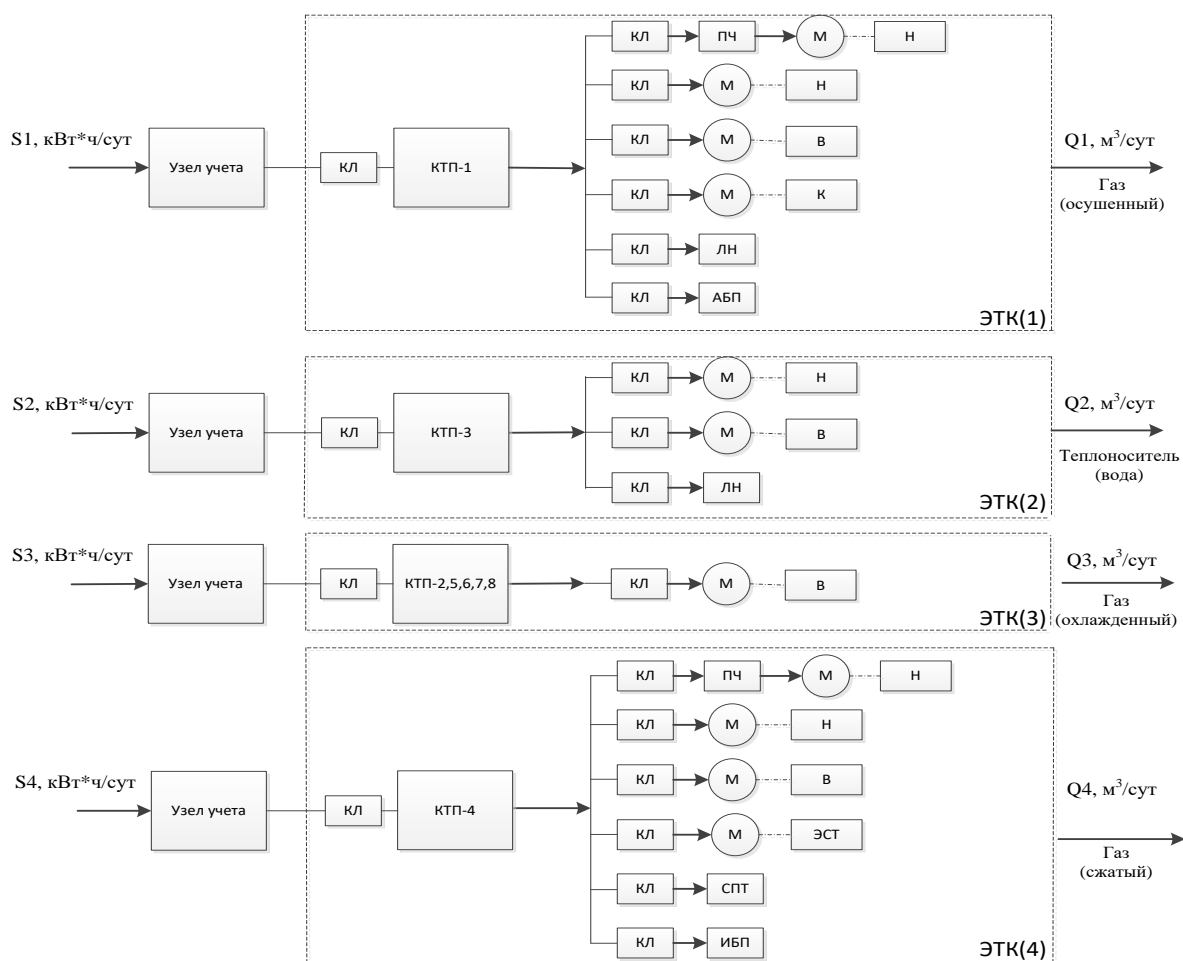 КЛ ПЧ М Н
КЛ М Н
S1, кВт*ч/сут
КЛ М В
Q1, м³/сут
Узел учета КЛ КТП-1
КЛ М К
Газ
(осушенный)
КЛ ЛН
КЛ АБП
ЭТК(1)
КЛ М Н
S2, кВт*ч/сут
Q2, м³/сут
Узел учета КЛ КТП-3 КЛ М В
Теплоноситель
(вода)
КЛ ЛН
ЭТК(2)
S3, кВт*ч/сут
Q3, м³/сут
Узел учета КЛ КТП-2,5,6,7,8 КЛ М В
Газ
(охлажденный)
ЭТК(3)
КЛ ПЧ М Н
КЛ М Н
S4, кВт*ч/сут
КЛ М В
Q4, м³/сут
Узел учета КЛ КТП-4
КЛ М ЭСТ
Газ
(сжатый)
КЛ СПТ
КЛ ИБП
ЭТК(4)